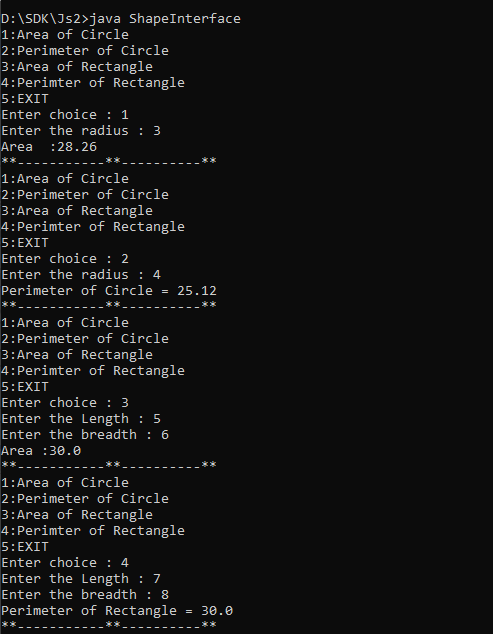 D:\SDK\Js2>java ShapeInterface
1:Area of Circle
2:Perimeter of Circle
3:Area of Rectangle
4:Perimter of Rectangle
5:EXIT
Enter choice : 1
Enter the radius : 3
Area  :28.26
**-----------**----------**
1:Area of Circle
2:Perimeter of Circle
3:Area of Rectangle
4:Perimter of Rectangle
5:EXIT
Enter choice : 2
Enter the radius : 4
Perimeter of Circle = 25.12
**-----------**----------**
1:Area of Circle
2:Perimeter of Circle
3:Area of Rectangle
4:Perimter of Rectangle
5:EXIT
Enter choice : 3
Enter the Length : 5
Enter the breadth : 6
Area :30.0
**-----------**----------**
1:Area of Circle
2:Perimeter of Circle
3:Area of Rectangle
4:Perimter of Rectangle
5:EXIT
Enter choice : 4
Enter the Length : 7
Enter the breadth : 8
Perimeter of Rectangle = 30.0
**-----------**----------**